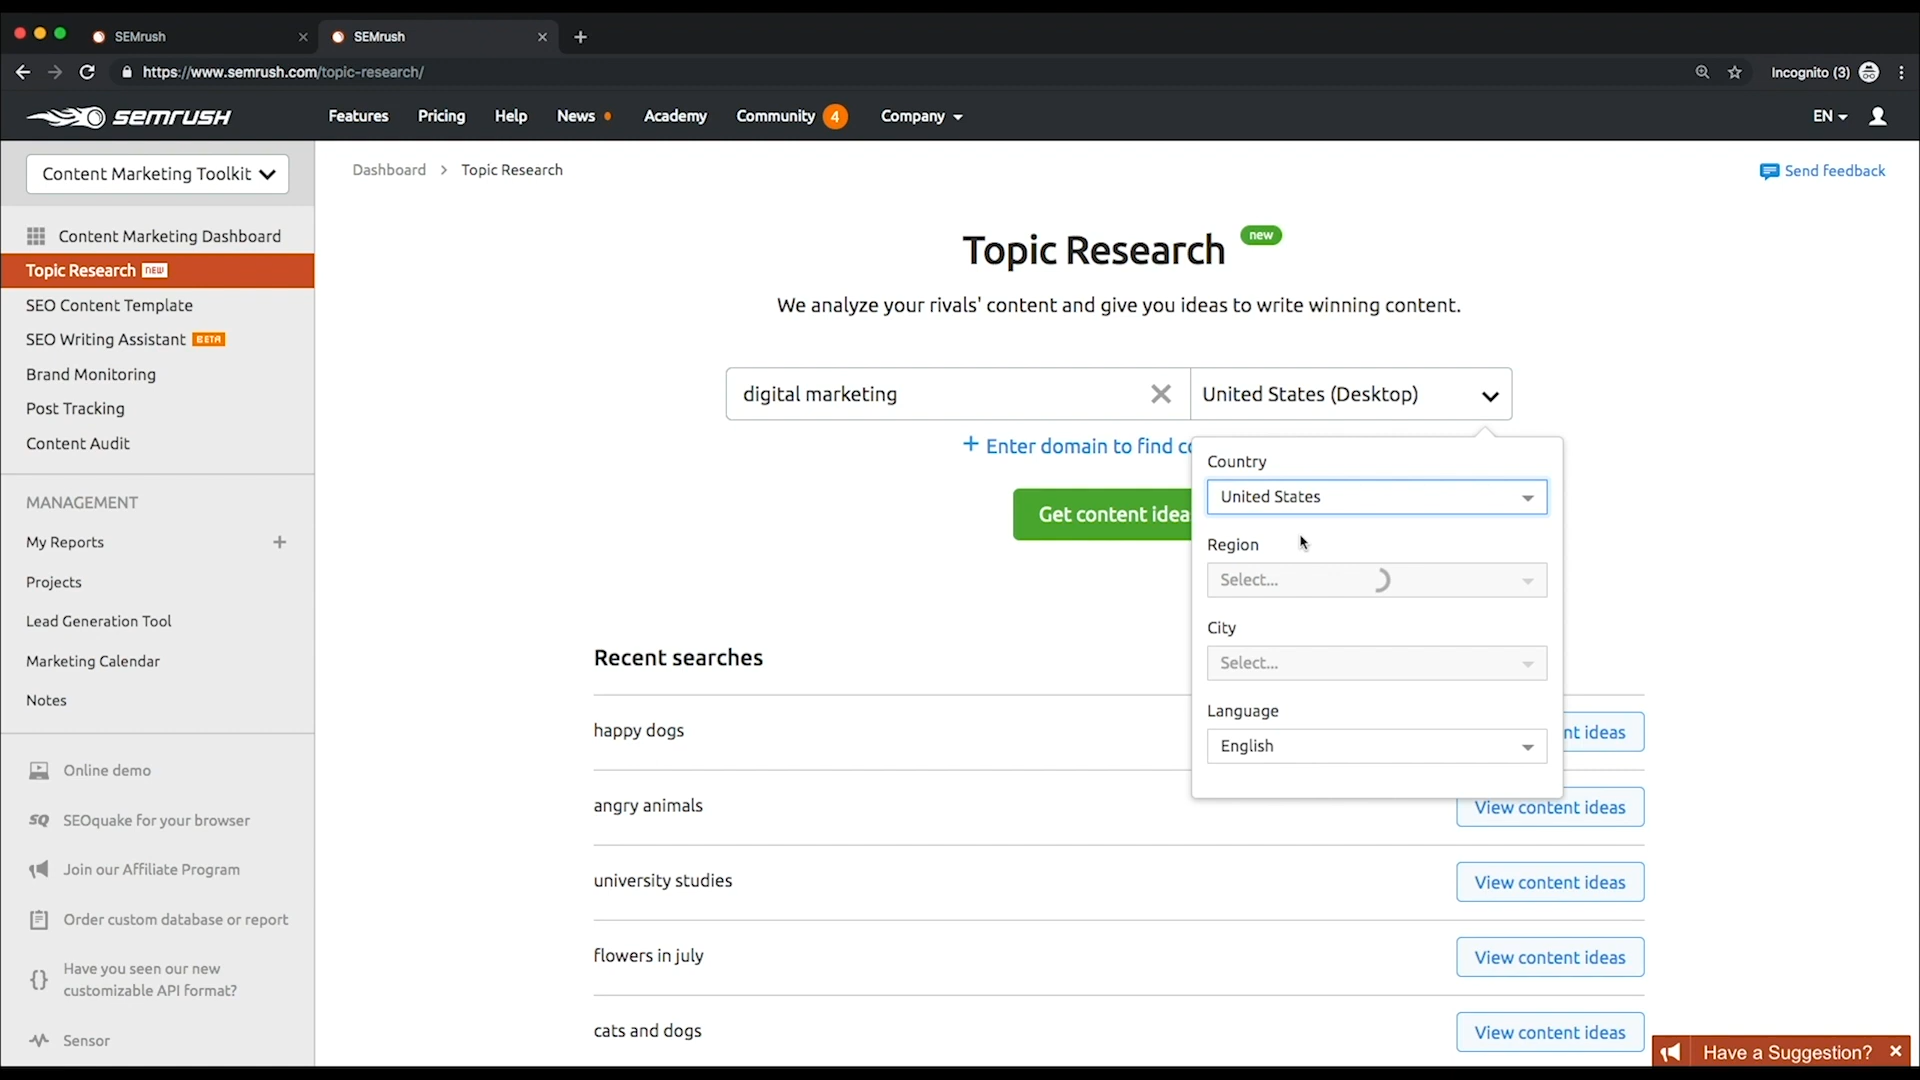 SEMrush
SEMrush
https://www.semrush.com/topic-research/
Incognito (3)
SEMRUSH
Features
Pricing
Help
News
Academy
Community 4
Company
EN
Content Marketing Toolkit
Dashboard > Topic Research
Send feedback
Content Marketing Dashboard
Topic Research NEW
SEO Content Template
SEO Writing Assistant BETA
Brand Monitoring
Post Tracking
Content Audit
MANAGEMENT
My Reports +
Projects
Lead Generation Tool
Marketing Calendar
Notes
Online demo
SQ SEOquake for your browser
Join our Affiliate Program
Order custom database or report
{} Have you seen our new
customizable API format?
Sensor
Topic Research new
We analyze your rivals' content and give you ideas to write winning content.
digital marketing
United States (Desktop)
+ Enter domain to find co
Get content idea
Country
United States
Region
Select...
City
Select...
Language
English
Recent searches
happy dogs
nt ideas
angry animals
View content ideas
university studies
View content ideas
flowers in july
View content ideas
cats and dogs
View content ideas
Have a Suggestion? ×